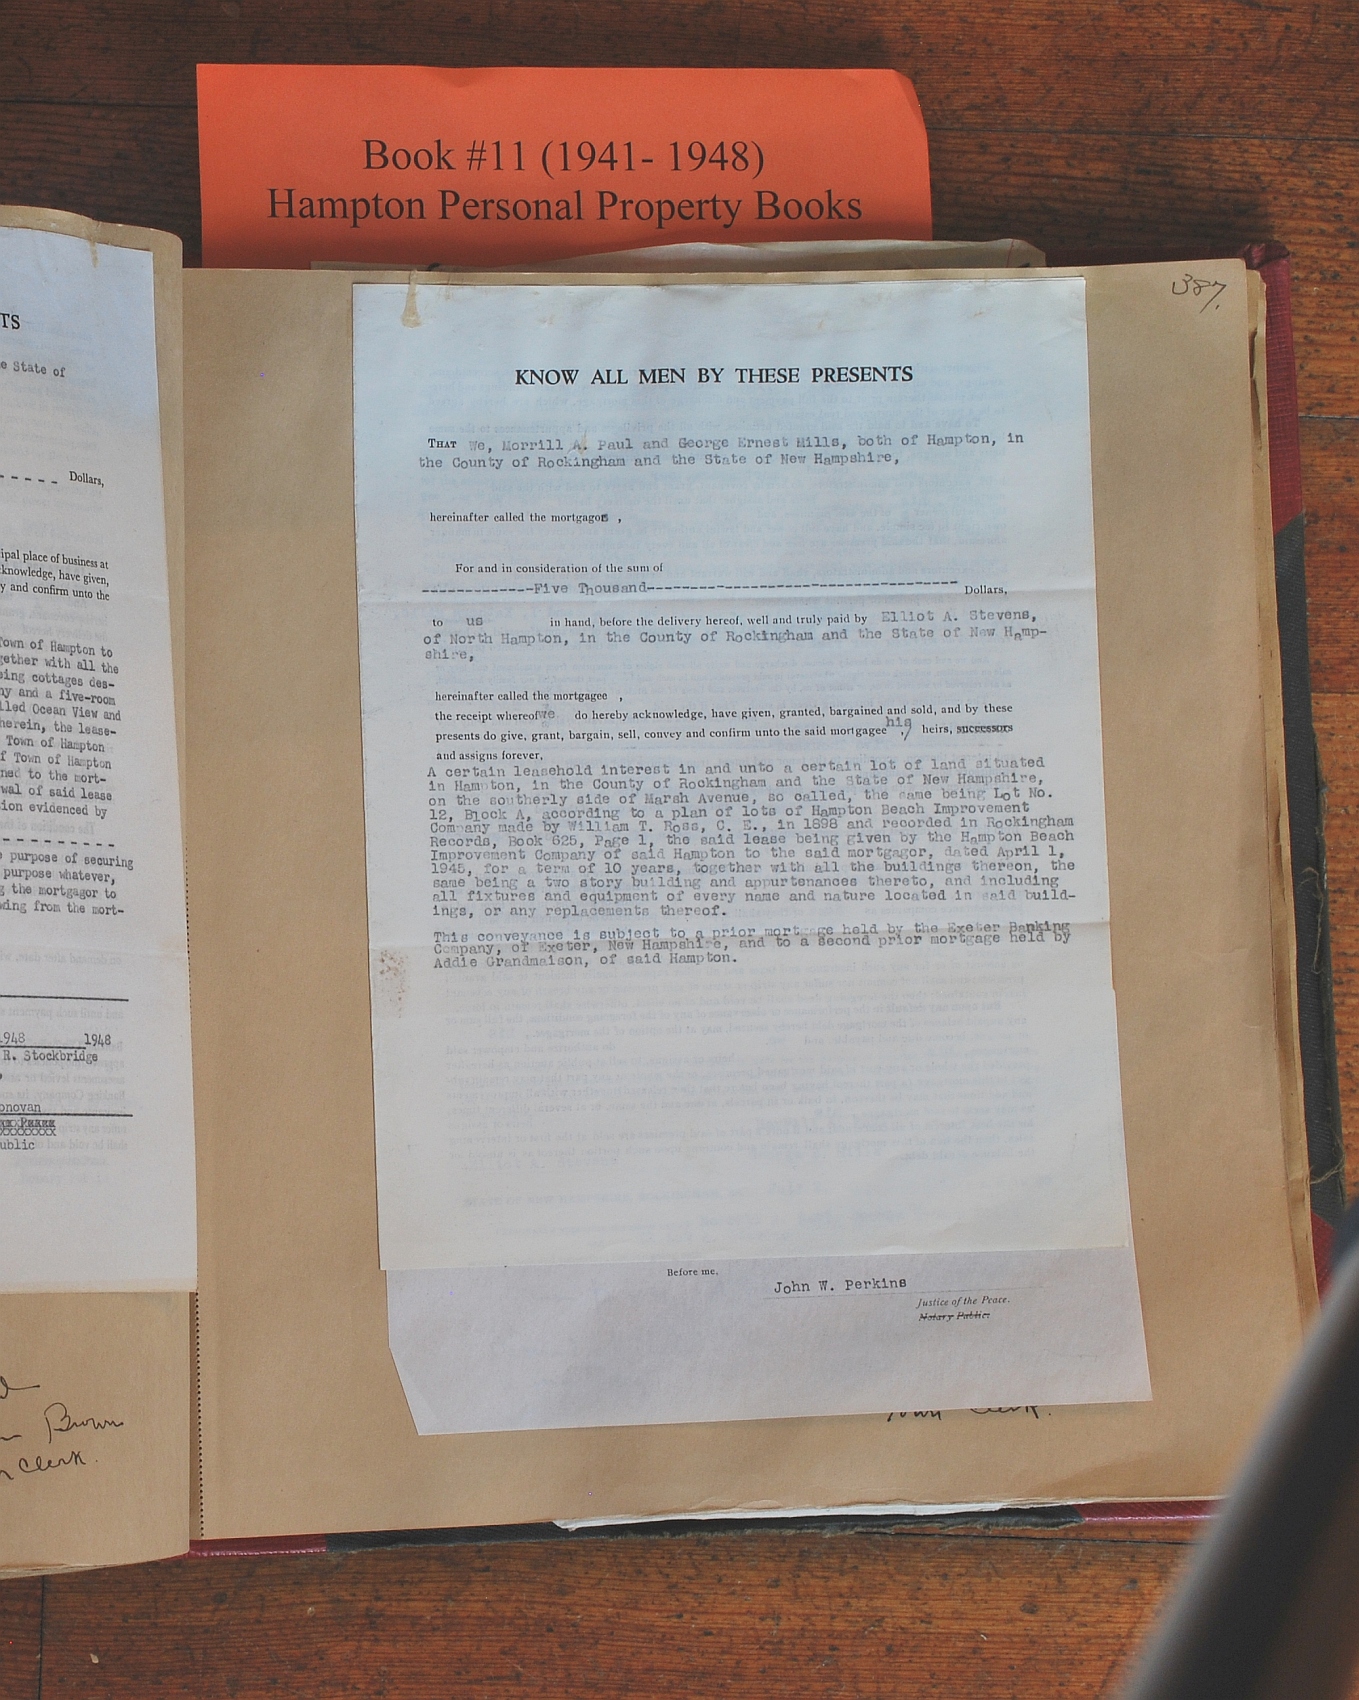 Book #11 (1941- 1948)
Hampton Personal Property Books
387.
TS
e State of
Dollars,
ipal place of business at
knowledge, have given,
y and confirm unto the
Town of Hampton to
gether with all the
sing cottages des-
ny and a five-room
lled Ocean View and
herein, the lease-
Town of Hampton
f Town of Hampton
ned to the mort-
wal of said lease
ion evidenced by
purpose of securing
purpose whatever,
g the mortgagor to
wing from the mort-
1948 1948
R. Stockbridge
onovan
ublic
Brown
Clerk.
KNOW ALL MEN BY THESE PRESENTS
THAT We, Morrill A. Paul and George Ernest Mills, both of Hampton, in
the County of Rockingham and the State of New Hampshire,
hereinafter called the mortgagors ,
For and in consideration of the sum of
-------------Five Thousand------------------------------------ Dollars,
to us in hand, before the delivery hereof, well and truly paid by Elliot A. Stevens,
of North Hampton, in the County of Rockingham and the State of New Hamp-
shire,
hereinafter called the mortgagee ,
the receipt whereof we do hereby acknowledge, have given, granted, bargained and sold, and by these
presents do give, grant, bargain, sell, convey and confirm unto the said mortgagee , his heirs, successors
and assigns forever,
A certain leasehold interest in and unto a certain lot of land situated
in Hampton, in the County of Rockingham and the State of New Hampshire,
on the southerly side of Marsh Avenue, so called, the same being Lot No.
12, Block A, according to a plan of lots of Hampton Beach Improvement
Company made by William T. Ross, C. E., in 1898 and recorded in Rockingham
Records, Book 625, Page 1, the said lease being given by the Hampton Beach
Improvement Company of said Hampton to the said mortgagor, dated April 1,
1945, for a term of 10 years, together with all the buildings thereon, the
same being a two story building and appurtenances thereto, and including
all fixtures and equipment of every name and nature located in said build-
ings, or any replacements thereof.
This conveyance is subject to a prior mortgage held by the Exeter Banking
Company, of Exeter, New Hampshire, and to a second prior mortgage held by
Addie Grandmaison, of said Hampton.
Before me,
John W. Perkins
Justice of the Peace.
Notary Public.
Town Clerk.